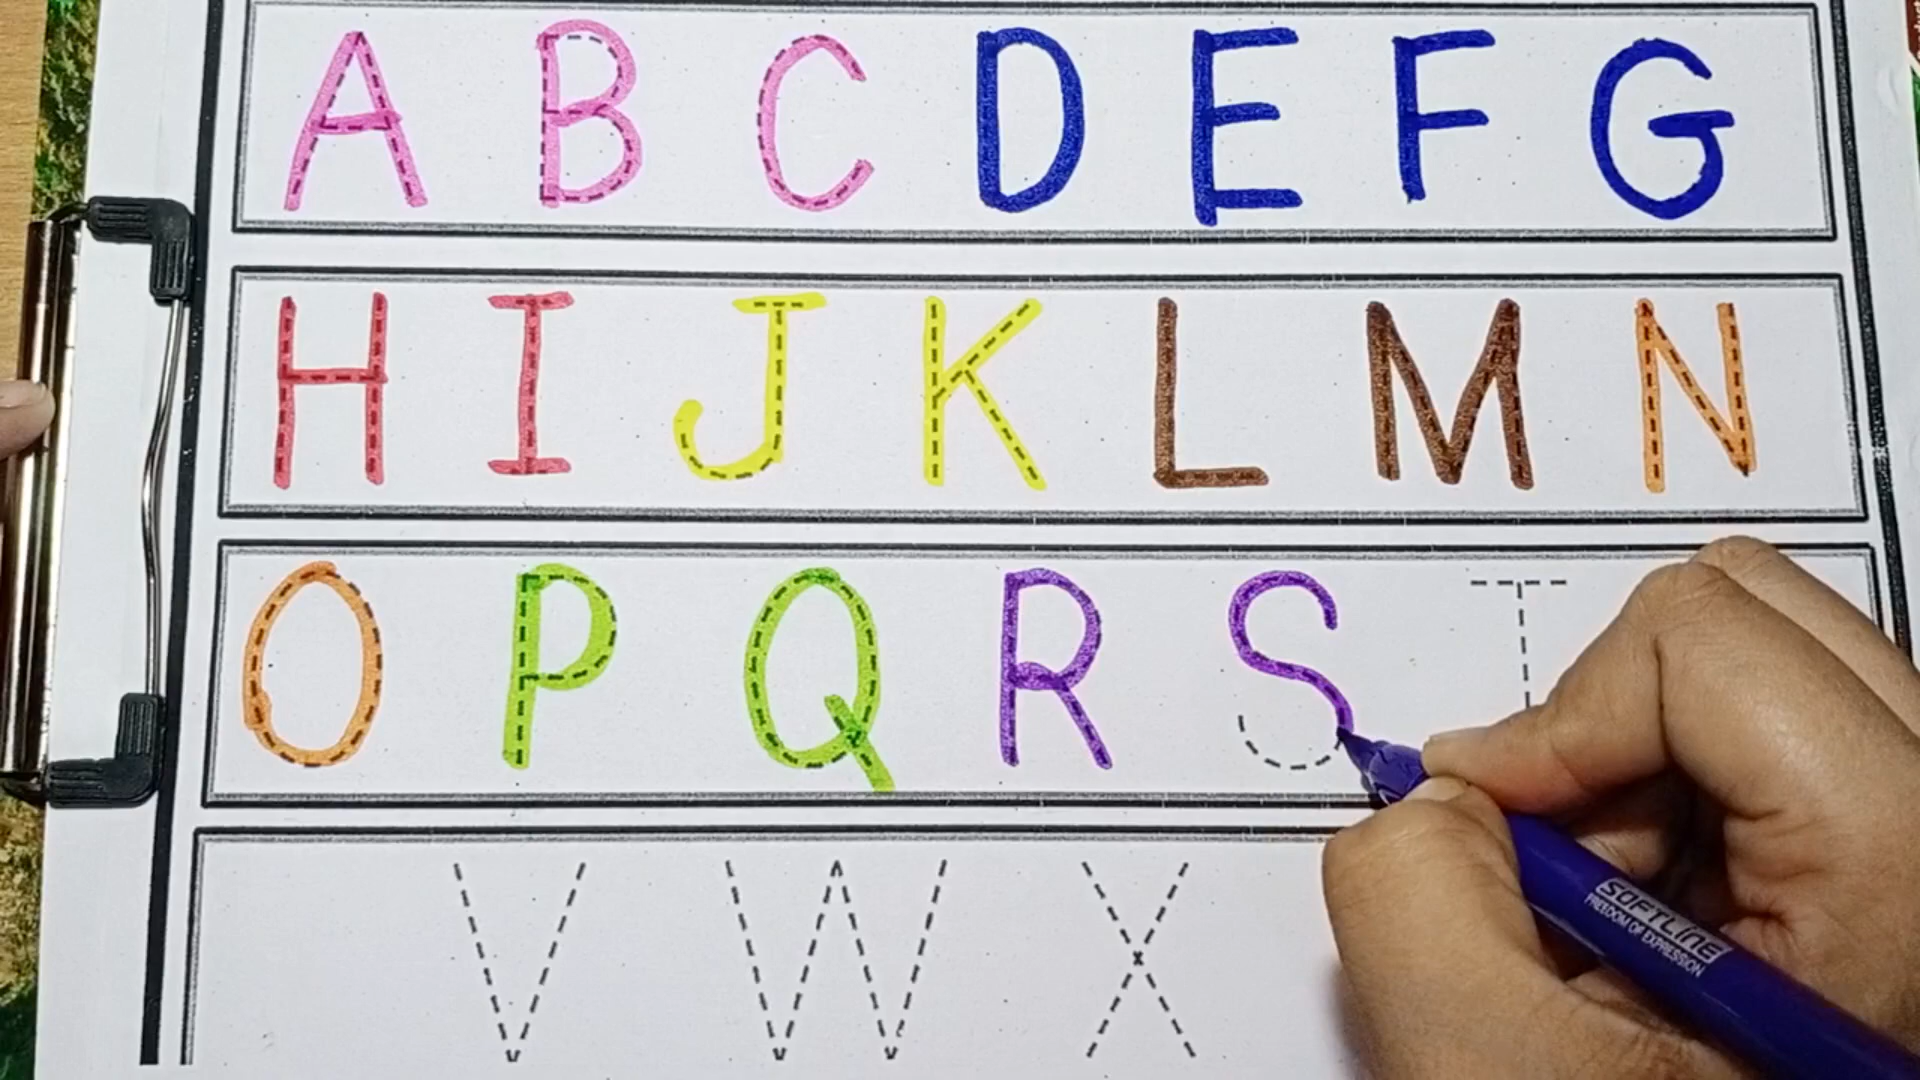 A B C D E F G
H I J K L M N
O P Q R S T
V W X
SOFTLINE
FREEDOM OF EXPRESSION